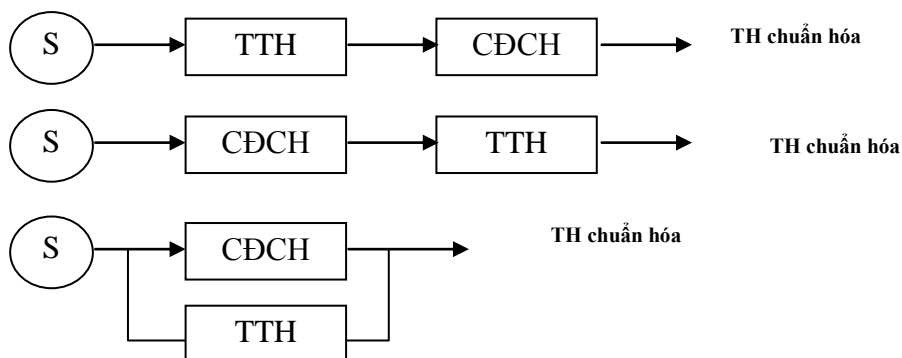 S TTH CĐCH TH chuẩn hóa
S CĐCH TTH TH chuẩn hóa
S CĐCH TH chuẩn hóa
TTH